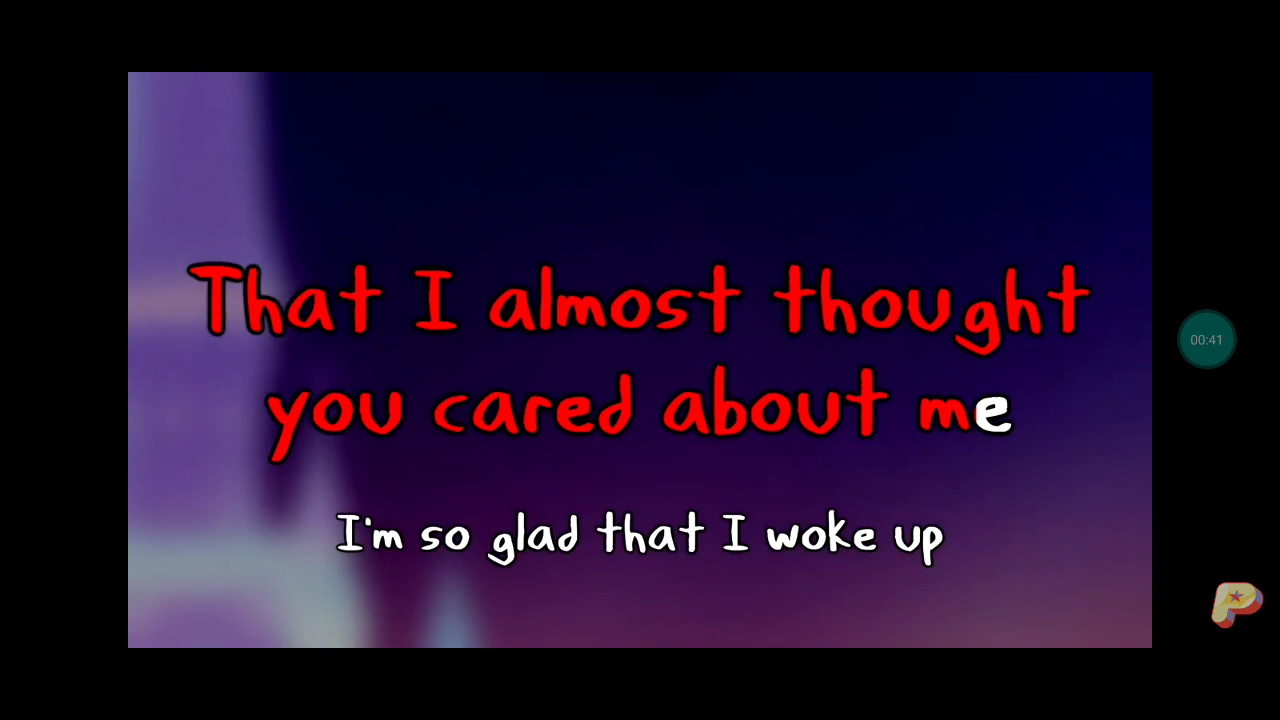 That I almost thought
you cared about me
I'm so glad that I woke up
00:41
P